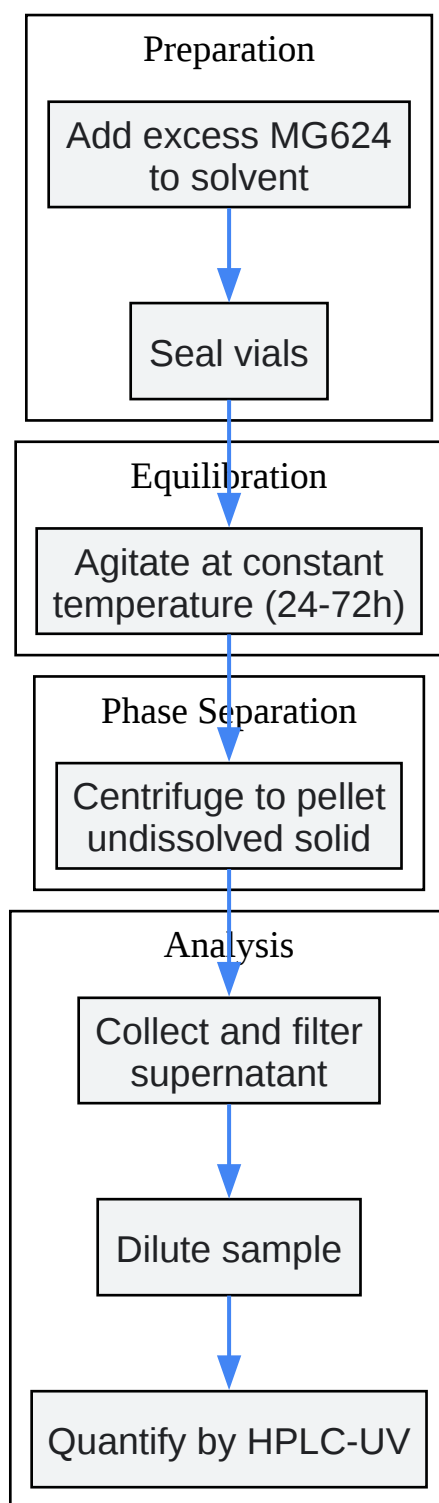 Preparation
Add excess MG624
to solvent
Seal vials
Equilibration
Agitate at constant
temperature (24-72h)
Phase Separation
Centrifuge to pellet
undissolved solid
Analysis
Collect and filter
supernatant
Dilute sample
Quantify by HPLC-UV